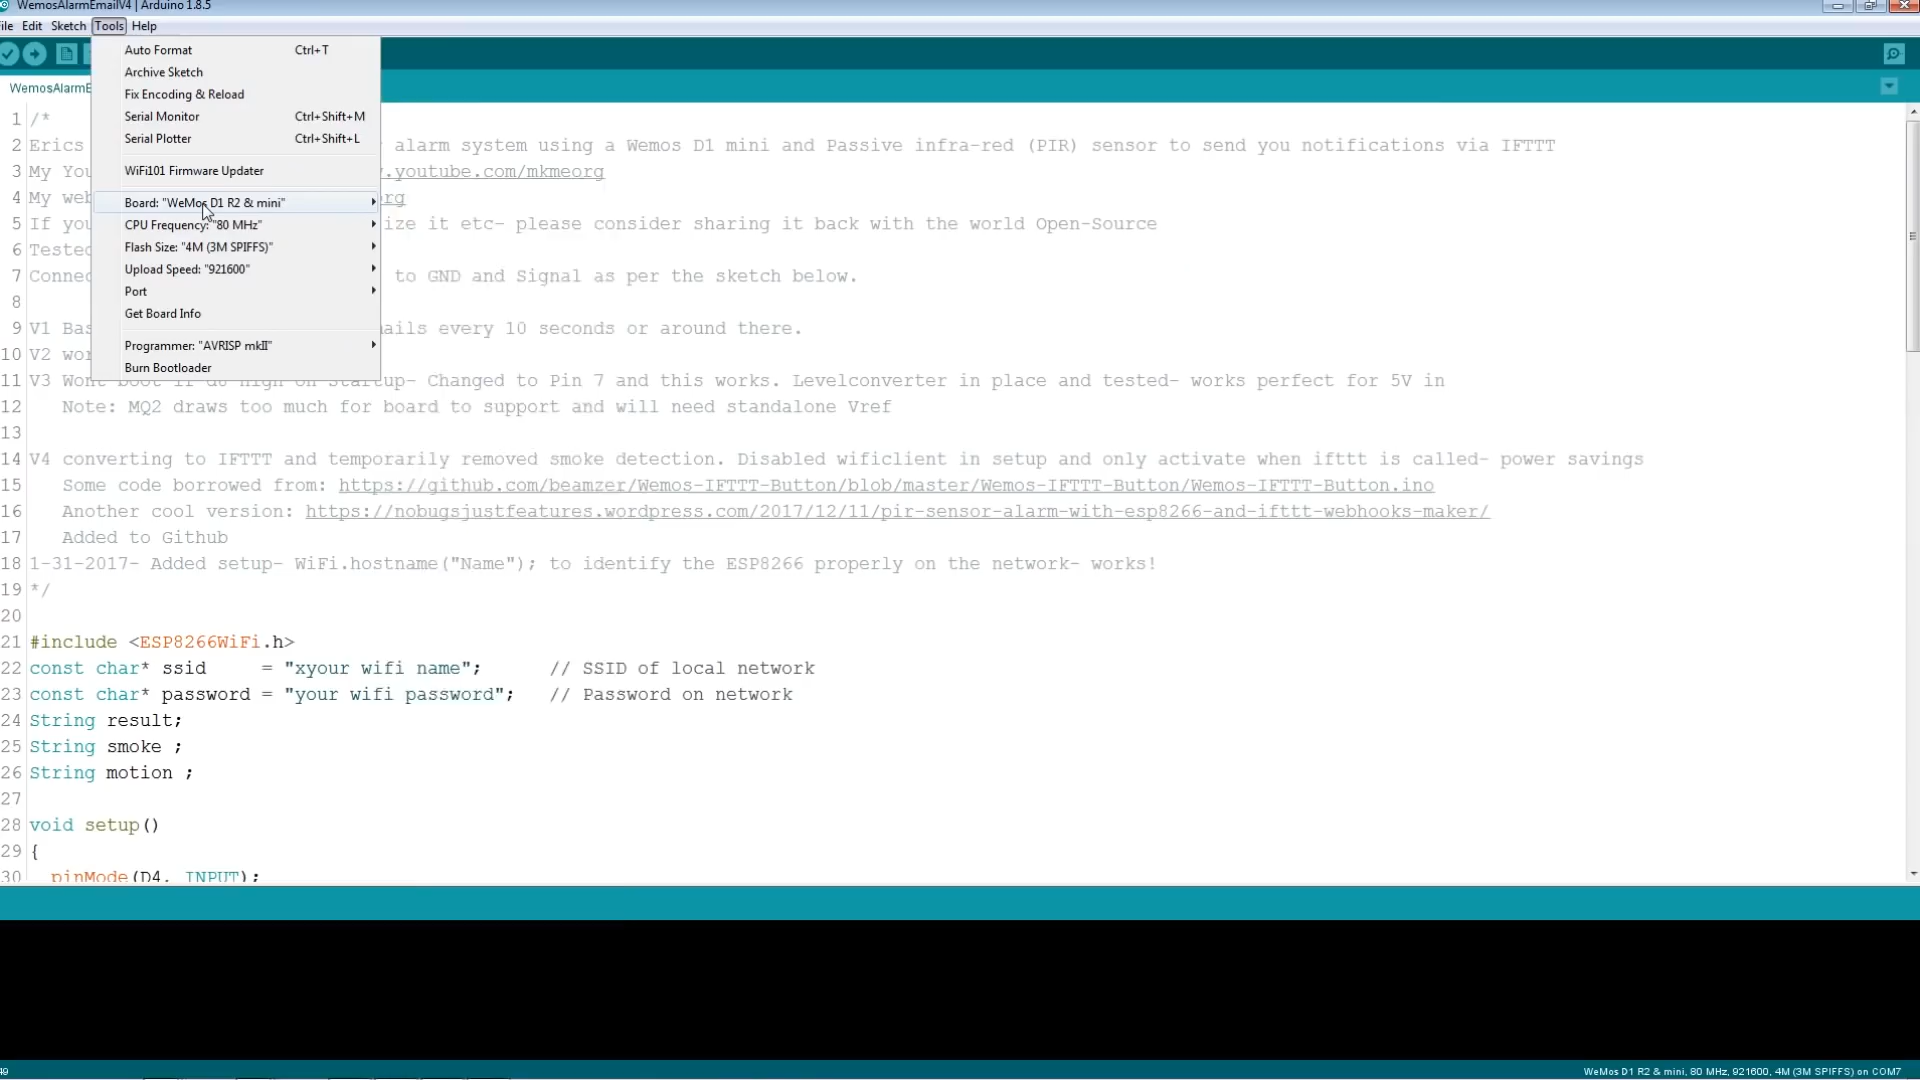 WemosAlarmEmailV4 | Arduino 1.8.5
File Edit Sketch Tools Help
WemosAlarmE
Auto Format Ctrl+T
Archive Sketch
Fix Encoding & Reload
Serial Monitor Ctrl+Shift+M
Serial Plotter Ctrl+Shift+L
WiFi101 Firmware Updater
Board: "WeMos D1 R2 & mini"
CPU Frequency: "80 MHz"
Flash Size: "4M (3M SPIFFS)"
Upload Speed: "921600"
Port
Get Board Info
Programmer: "AVRISP mkII"
Burn Bootloader
1 /*
2 Erics alarm system using a Wemos D1 mini and Passive infra-red (PIR) sensor to send you notifications via IFTTT
3 My You .youtube.com/mkmeorg
4 My web org
5 If you ize it etc- please consider sharing it back with the world Open-Source
6 Tested
7 Connec to GND and Signal as per the sketch below.
8
9 V1 Bas ails every 10 seconds or around there.
10 V2 wor
11 V3 Wont boot if do high on startup- Changed to Pin 7 and this works. Levelconverter in place and tested- works perfect for 5V in
12 Note: MQ2 draws too much for board to support and will need standalone Vref
13
14 V4 converting to IFTTT and temporarily removed smoke detection. Disabled wificlient in setup and only activate when ifttt is called- power savings
15 Some code borrowed from: https://github.com/beamzer/Wemos-IFTTT-Button/blob/master/Wemos-IFTTT-Button.ino
16 Another cool version: https://nobugsjustfeatures.wordpress.com/2017/12/11/pir-sensor-alarm-with-esp8266-and-ifttt-webhooks-maker/
17 Added to Github
18 1-31-2017- Added setup- WiFi.hostname("Name"); to identify the ESP8266 properly on the network- works!
19 */
20
21 #include <ESP8266WiFi.h>
22 const char* ssid = "xyour wifi name"; // SSID of local network
23 const char* password = "your wifi password"; // Password on network
24 String result;
25 String smoke ;
26 String motion ;
27
28 void setup()
29 {
30 pinMode(D4, INPUT);
49
WeMos D1 R2 & mini, 80 MHz, 921600, 4M (3M SPIFFS) on COM7